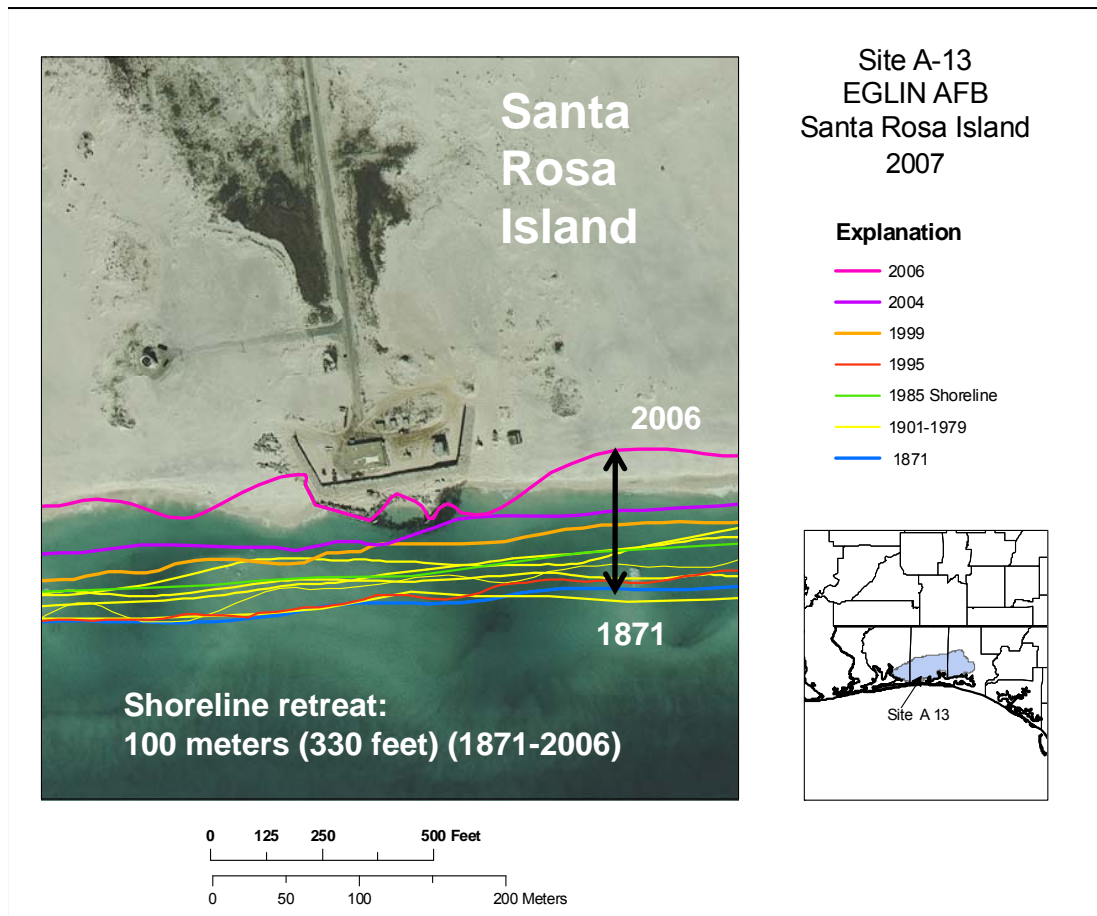 Santa
Rosa
Island
2006
1871
Shoreline retreat:
100 meters (330 feet) (1871-2006)
0 125 250 500 Feet
0 50 100 200 Meters
Site A-13
EGLIN AFB
Santa Rosa Island
2007
Explanation
2006
2004
1999
1995
1985 Shoreline
1901-1979
1871
Site A 13